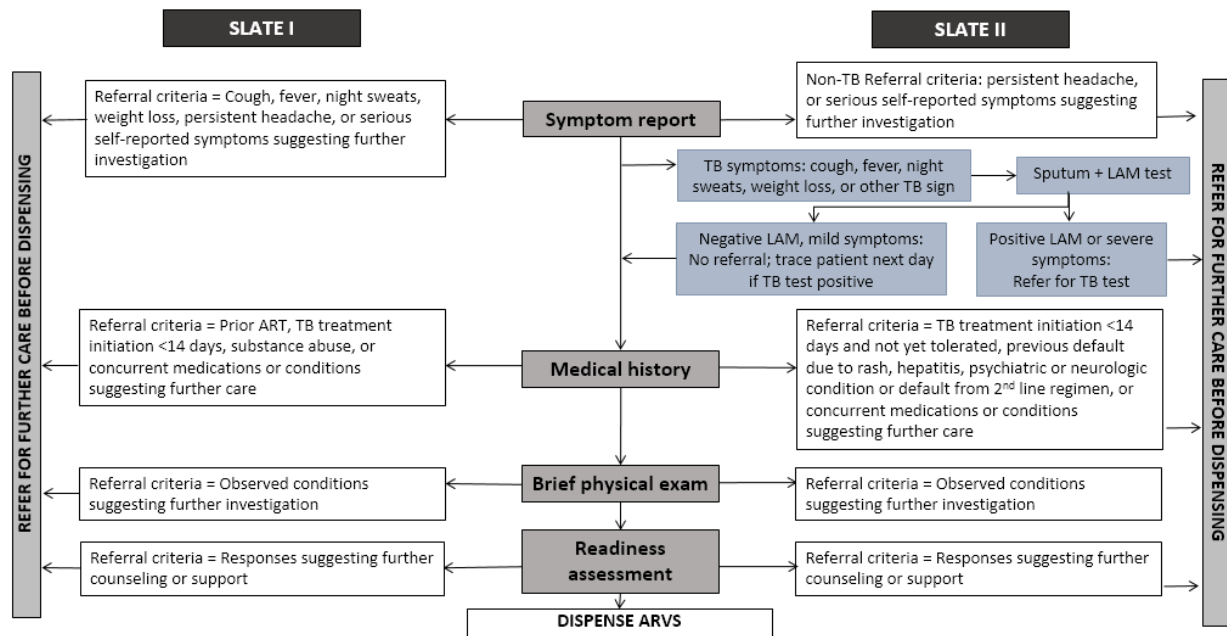 SLATE I
SLATE II
REFER FOR FURTHER CARE BEFORE DISPENSING
Referral criteria = Cough, fever, night sweats,
weight loss, persistent headache, or serious
self-reported symptoms suggesting further
investigation
Symptom report
Non-TB Referral criteria: persistent headache,
or serious self-reported symptoms suggesting
further investigation
TB symptoms: cough, fever, night
sweats, weight loss, or other TB sign
Sputum + LAM test
Negative LAM, mild symptoms:
No referral; trace patient next day
if TB test positive
Positive LAM or severe
symptoms:
Refer for TB test
Referral criteria = Prior ART, TB treatment
initiation <14 days, substance abuse, or
concurrent medications or conditions
suggesting further care
Medical history
Referral criteria = TB treatment initiation <14
days and not yet tolerated, previous default
due to rash, hepatitis, psychiatric or neurologic
condition or default from 2nd line regimen, or
concurrent medications or conditions
suggesting further care
Referral criteria = Observed conditions
suggesting further investigation
Brief physical exam
Referral criteria = Observed conditions
suggesting further investigation
Referral criteria = Responses suggesting further
counseling or support
Readiness
assessment
Referral criteria = Responses suggesting further
counseling or support
DISPENSE ARVS
REFER FOR FURTHER CARE BEFORE DISPENSING